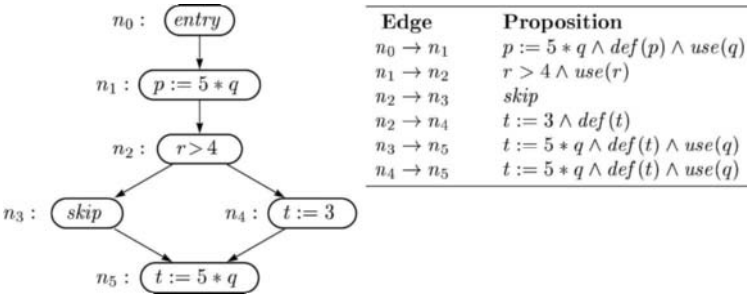 n₀ : entry
n₁ : p := 5 * q
n₂ : r > 4
n₃ : skip n₄ : t := 3
n₅ : t := 5 * q
Edge Proposition
n₀ → n₁ p := 5 * q ∧ def(p) ∧ use(q)
n₁ → n₂ r > 4 ∧ use(r)
n₂ → n₃ skip
n₂ → n₄ t := 3 ∧ def(t)
n₃ → n₅ t := 5 * q ∧ def(t) ∧ use(q)
n₄ → n₅ t := 5 * q ∧ def(t) ∧ use(q)